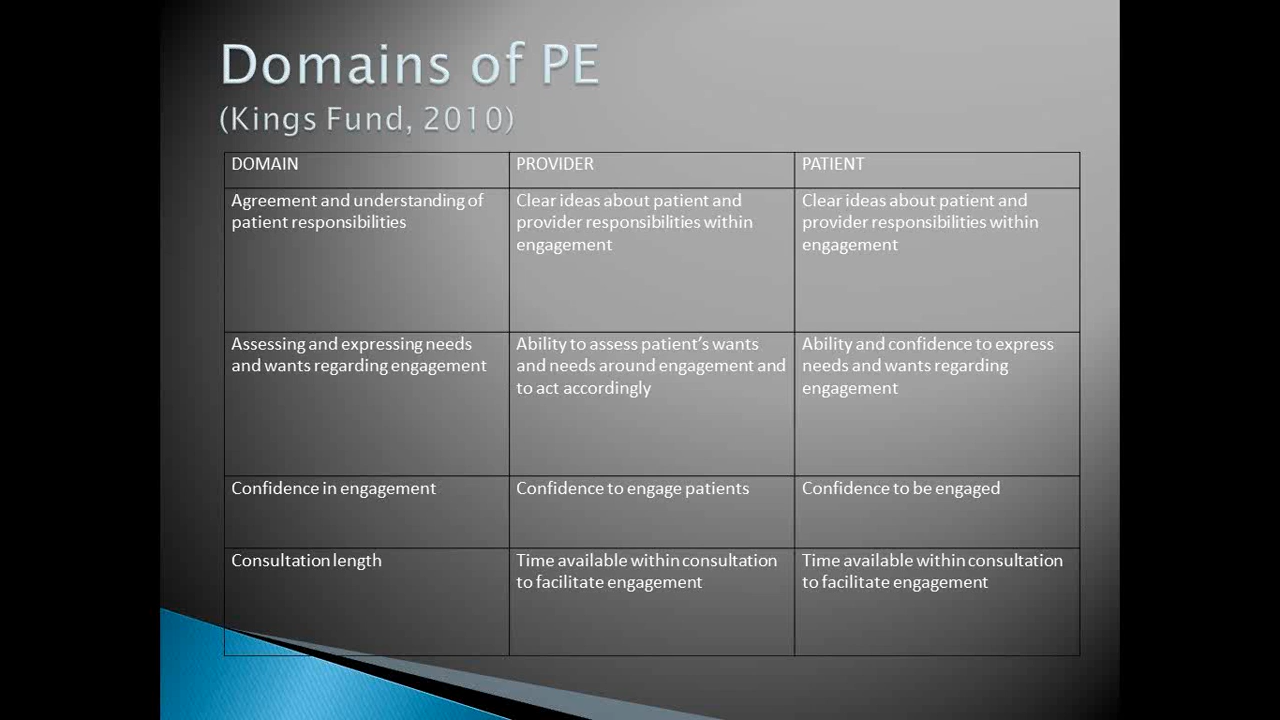 Domains of PE
(Kings Fund, 2010)
DOMAIN
PROVIDER
PATIENT
Agreement and understanding of
patient responsibilities
Clear ideas about patient and
provider responsibilities within
engagement
Clear ideas about patient and
provider responsibilities within
engagement
Assessing and expressing needs
and wants regarding engagement
Ability to assess patient's wants
and needs around engagement and
to act accordingly
Ability and confidence to express
needs and wants regarding
engagement
Confidence in engagement
Confidence to engage patients
Confidence to be engaged
Consultation length
Time available within consultation
to facilitate engagement
Time available within consultation
to facilitate engagement